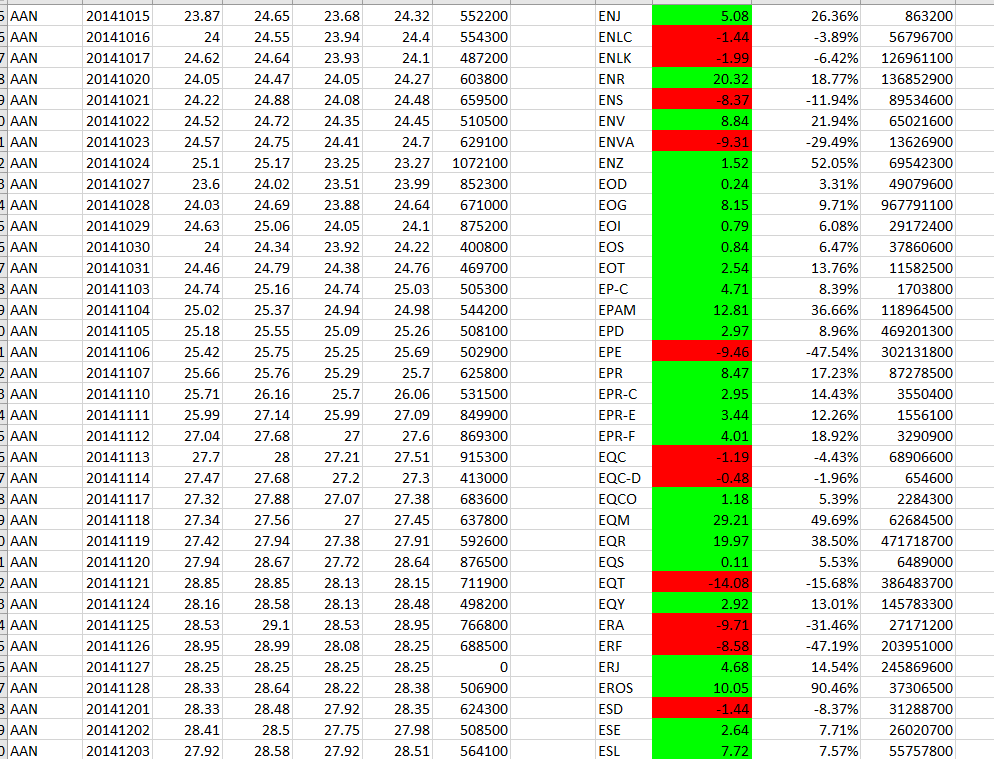 5 AAN 20141015 23.87 24.65 23.68 24.32 552200 ENJ 5.08 26.36% 863200
6 AAN 20141016 24 24.55 23.94 24.4 554300 ENLC -1.44 -3.89% 56796700
7 AAN 20141017 24.62 24.64 23.93 24.1 487200 ENLK -1.99 -6.42% 126961100
8 AAN 20141020 24.05 24.47 24.05 24.27 603800 ENR 20.32 18.77% 136852900
9 AAN 20141021 24.22 24.88 24.08 24.48 659500 ENS -8.37 -11.94% 89534600
0 AAN 20141022 24.52 24.72 24.35 24.45 510500 ENV 8.84 21.94% 65021600
1 AAN 20141023 24.57 24.75 24.41 24.7 629100 ENVA -9.31 -29.49% 13626900
2 AAN 20141024 25.1 25.17 23.25 23.27 1072100 ENZ 1.52 52.05% 69542300
3 AAN 20141027 23.6 24.02 23.51 23.99 852300 EOD 0.24 3.31% 49079600
4 AAN 20141028 24.03 24.69 23.88 24.64 671000 EOG 8.15 9.71% 967791100
5 AAN 20141029 24.63 25.06 24.05 24.1 875200 EOI 0.79 6.08% 29172400
6 AAN 20141030 24 24.34 23.92 24.22 400800 EOS 0.84 6.47% 37860600
7 AAN 20141031 24.46 24.79 24.38 24.76 469700 EOT 2.54 13.76% 11582500
8 AAN 20141103 24.74 25.16 24.74 25.03 505300 EP-C 4.71 8.39% 1703800
9 AAN 20141104 25.02 25.37 24.94 24.98 544200 EPAM 12.81 36.66% 118964500
0 AAN 20141105 25.18 25.55 25.09 25.26 508100 EPD 2.97 8.96% 469201300
1 AAN 20141106 25.42 25.75 25.25 25.69 502900 EPE -9.46 -47.54% 302131800
2 AAN 20141107 25.66 25.76 25.29 25.7 625800 EPR 8.47 17.23% 87278500
3 AAN 20141110 25.71 26.16 25.7 26.06 531500 EPR-C 2.95 14.43% 3550400
4 AAN 20141111 25.99 27.14 25.99 27.09 849900 EPR-E 3.44 12.26% 1556100
5 AAN 20141112 27.04 27.68 27 27.6 869300 EPR-F 4.01 18.92% 3290900
6 AAN 20141113 27.7 28 27.21 27.51 915300 EQC -1.19 -4.43% 68906600
7 AAN 20141114 27.47 27.68 27.2 27.3 413000 EQC-D -0.48 -1.96% 654600
8 AAN 20141117 27.32 27.88 27.07 27.38 683600 EQCO 1.18 5.39% 2284300
9 AAN 20141118 27.34 27.56 27 27.45 637800 EQM 29.21 49.69% 62684500
0 AAN 20141119 27.42 27.94 27.38 27.91 592600 EQR 19.97 38.50% 471718700
1 AAN 20141120 27.94 28.67 27.72 28.64 876500 EQS 0.11 5.53% 6489000
2 AAN 20141121 28.85 28.85 28.13 28.15 711900 EQT -14.08 -15.68% 386483700
3 AAN 20141124 28.16 28.58 28.13 28.48 498200 EQY 2.92 13.01% 145783300
4 AAN 20141125 28.53 29.1 28.53 28.95 766800 ERA -9.71 -31.46% 27171200
5 AAN 20141126 28.95 28.99 28.08 28.25 688500 ERF -8.58 -47.19% 203951000
6 AAN 20141127 28.25 28.25 28.25 28.25 0 ERJ 4.68 14.54% 245869600
7 AAN 20141128 28.33 28.64 28.22 28.38 506900 EROS 10.05 90.46% 37306500
8 AAN 20141201 28.33 28.48 27.92 28.35 624300 ESD -1.44 -8.37% 31288700
9 AAN 20141202 28.41 28.5 27.75 27.98 508500 ESE 2.64 7.71% 26020700
0 AAN 20141203 27.92 28.58 27.92 28.51 564100 ESL 7.72 7.57% 55757800